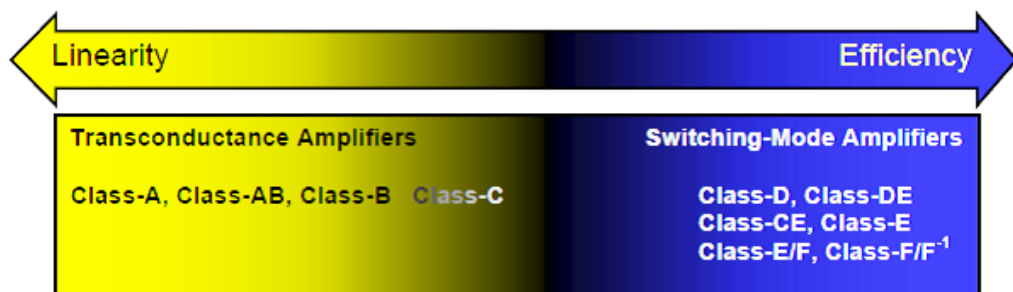 Linearity Efficiency
Transconductance Amplifiers Switching-Mode Amplifiers
Class-A, Class-AB, Class-B Class-C Class-D, Class-DE
Class-CE, Class-E
Class-E/F, Class-F/F⁻¹